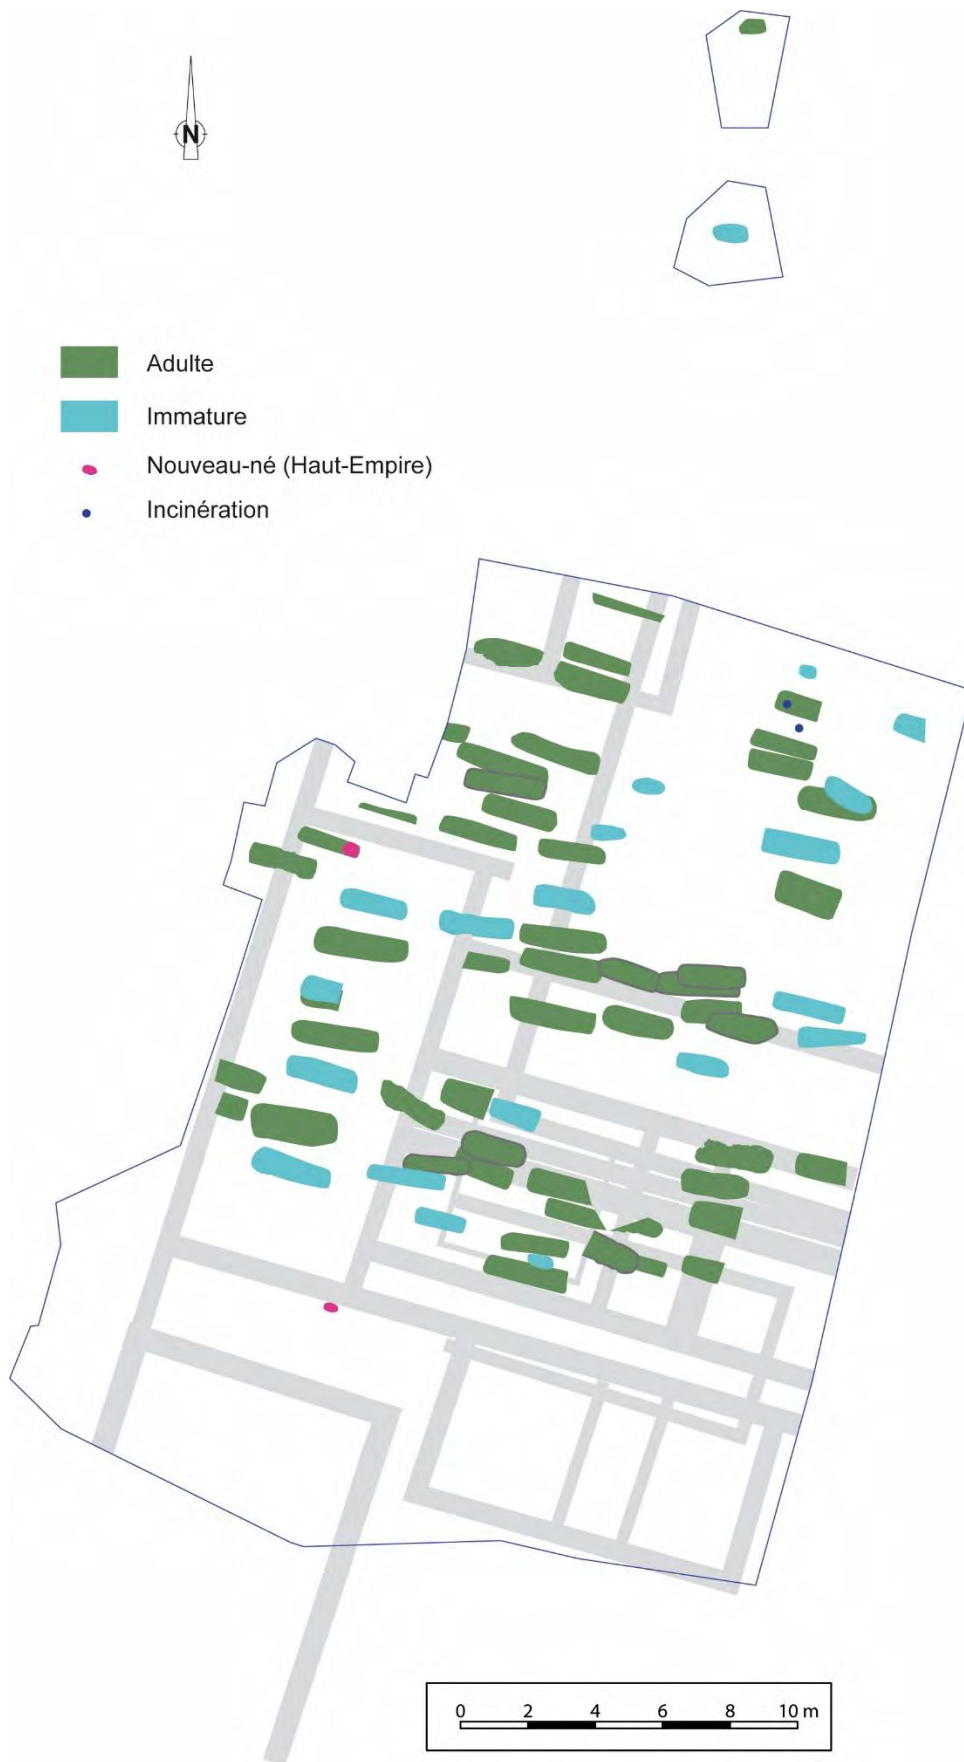 N
Adulte
Immature
Nouveau-né (Haut-Empire)
Incinération
0 2 4 6 8 10 m